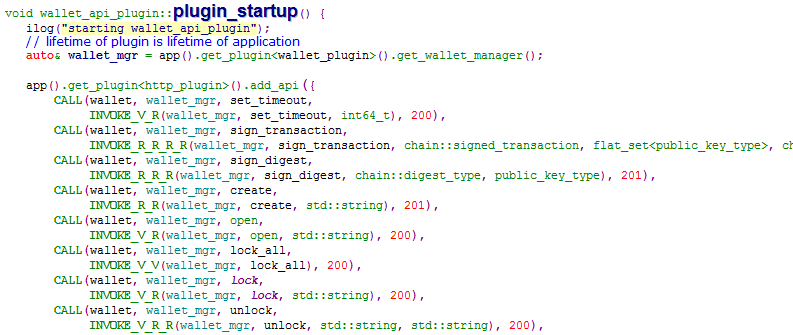 void wallet_api_plugin::plugin_startup() {
ilog("starting wallet_api_plugin");
// lifetime of plugin is lifetime of application
auto& wallet_mgr = app().get_plugin<wallet_plugin>().get_wallet_manager();
app().get_plugin<http_plugin>().add_api({
CALL(wallet, wallet_mgr, set_timeout,
INVOKE_V_R(wallet_mgr, set_timeout, int64_t), 200),
CALL(wallet, wallet_mgr, sign_transaction,
INVOKE_R_R_R_R(wallet_mgr, sign_transaction, chain::signed_transaction, flat_set<public_key_type>, ch
CALL(wallet, wallet_mgr, sign_digest,
INVOKE_R_R_R(wallet_mgr, sign_digest, chain::digest_type, public_key_type), 201),
CALL(wallet, wallet_mgr, create,
INVOKE_R_R(wallet_mgr, create, std::string), 201),
CALL(wallet, wallet_mgr, open,
INVOKE_V_R(wallet_mgr, open, std::string), 200),
CALL(wallet, wallet_mgr, lock_all,
INVOKE_V_V(wallet_mgr, lock_all), 200),
CALL(wallet, wallet_mgr, lock,
INVOKE_V_R(wallet_mgr, lock, std::string), 200),
CALL(wallet, wallet_mgr, unlock,
INVOKE_V_R_R(wallet_mgr, unlock, std::string, std::string), 200),